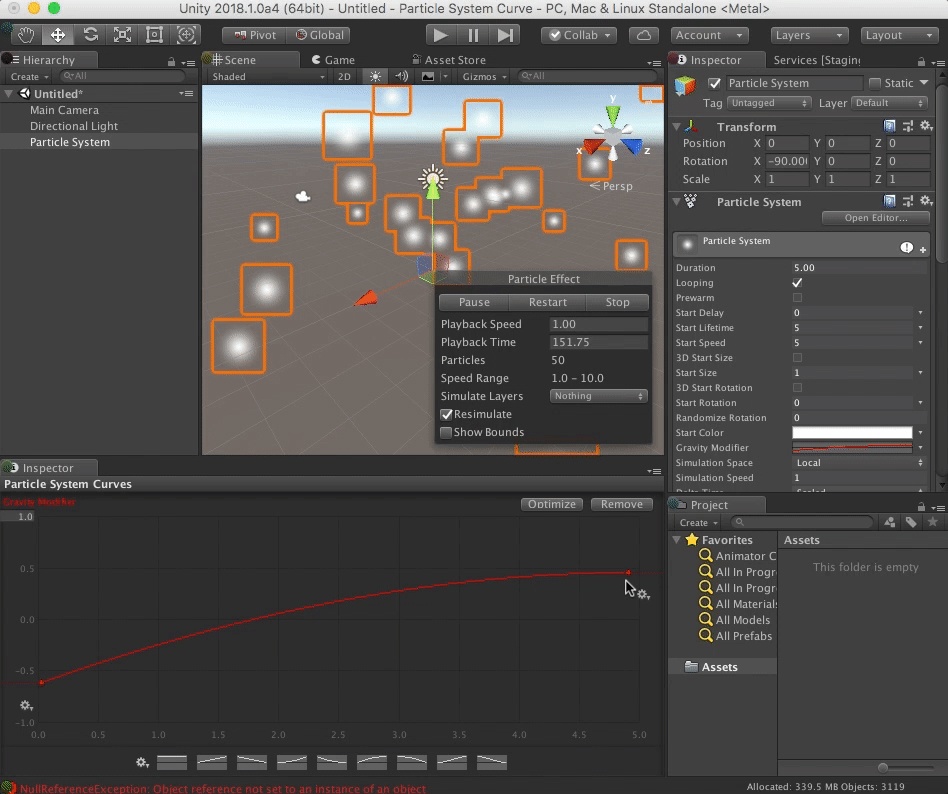 Unity 2018.1.0a4 (64bit) - Untitled - Particle System Curve - PC, Mac & Linux Standalone <Metal>
Pivot Global Collab Account Layers Layout
Hierarchy
Create All
Untitled*
Main Camera
Directional Light
Particle System
Scene Game Asset Store
Shaded 2D Gizmos All
y
x
z
Persp
Particle Effect
Pause Restart Stop
Playback Speed 1.00
Playback Time 151.75
Particles 50
Speed Range 1.0 - 10.0
Simulate Layers Nothing
Resimulate
Show Bounds
Inspector Services (Staging
Particle System Static
Tag Untagged Layer Default
Transform
Position X 0 Y 0 Z 0
Rotation X -90.00 Y 0 Z 0
Scale X 1 Y 1 Z 1
Particle System
Open Editor...
Particle System
Duration 5.00
Looping
Prewarm
Start Delay 0
Start Lifetime 5
Start Speed 5
3D Start Size
Start Size 1
3D Start Rotation
Start Rotation 0
Randomize Rotation 0
Start Color
Gravity Modifier
Simulation Space Local
Simulation Speed 1
Inspector
Particle System Curves
Gravity Modifier
Optimize Remove
1.0
0.5
0.0
-0.5
-1.0
0.0 0.5 1.0 1.5 2.0 2.5 3.0 3.5 4.0 4.5 5.0
Project
Create
Favorites
Animator C
All In Progr
All In Progr
All Materials
All Models
All Prefabs
Assets
Assets
This folder is empty
NullReferenceException: Object reference not set to an instance of an object
Allocated: 339.5 MB Objects: 3119